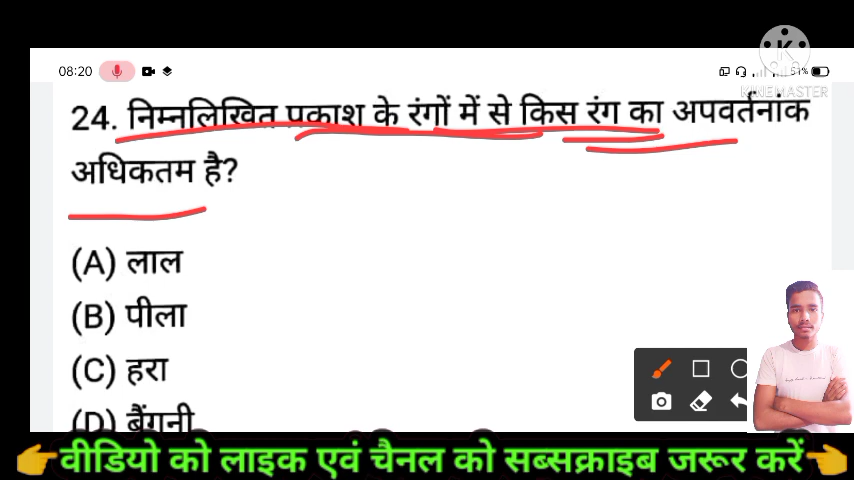 08:20
51%
KINEMASTER
24. निम्नलिखित प्रकाश के रंगों में से किस रंग का अपवर्तनांक
अधिकतम है?
(A) लाल
(B) पीला
(C) हरा
(D) बैंगनी
👉वीडियो को लाइक एवं चैनल को सब्सक्राइब जरूर करें👈